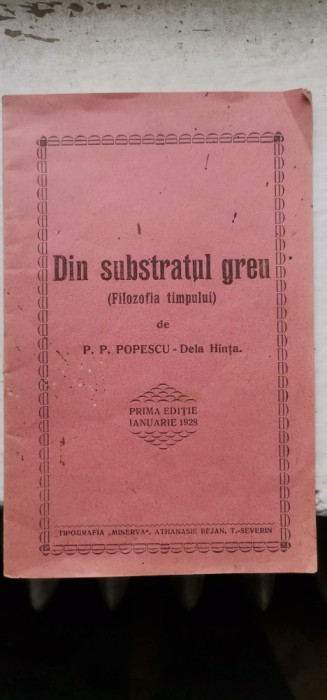 Din substratul greu
(Filozofia timpului)
de
P. P. POPESCU - Dela Hința.
PRIMA EDIȚIE
IANUARIE 1928
TIPOGRAFIA „MINERVA", ATHANASIE BEJAN, T.-SEVERIN